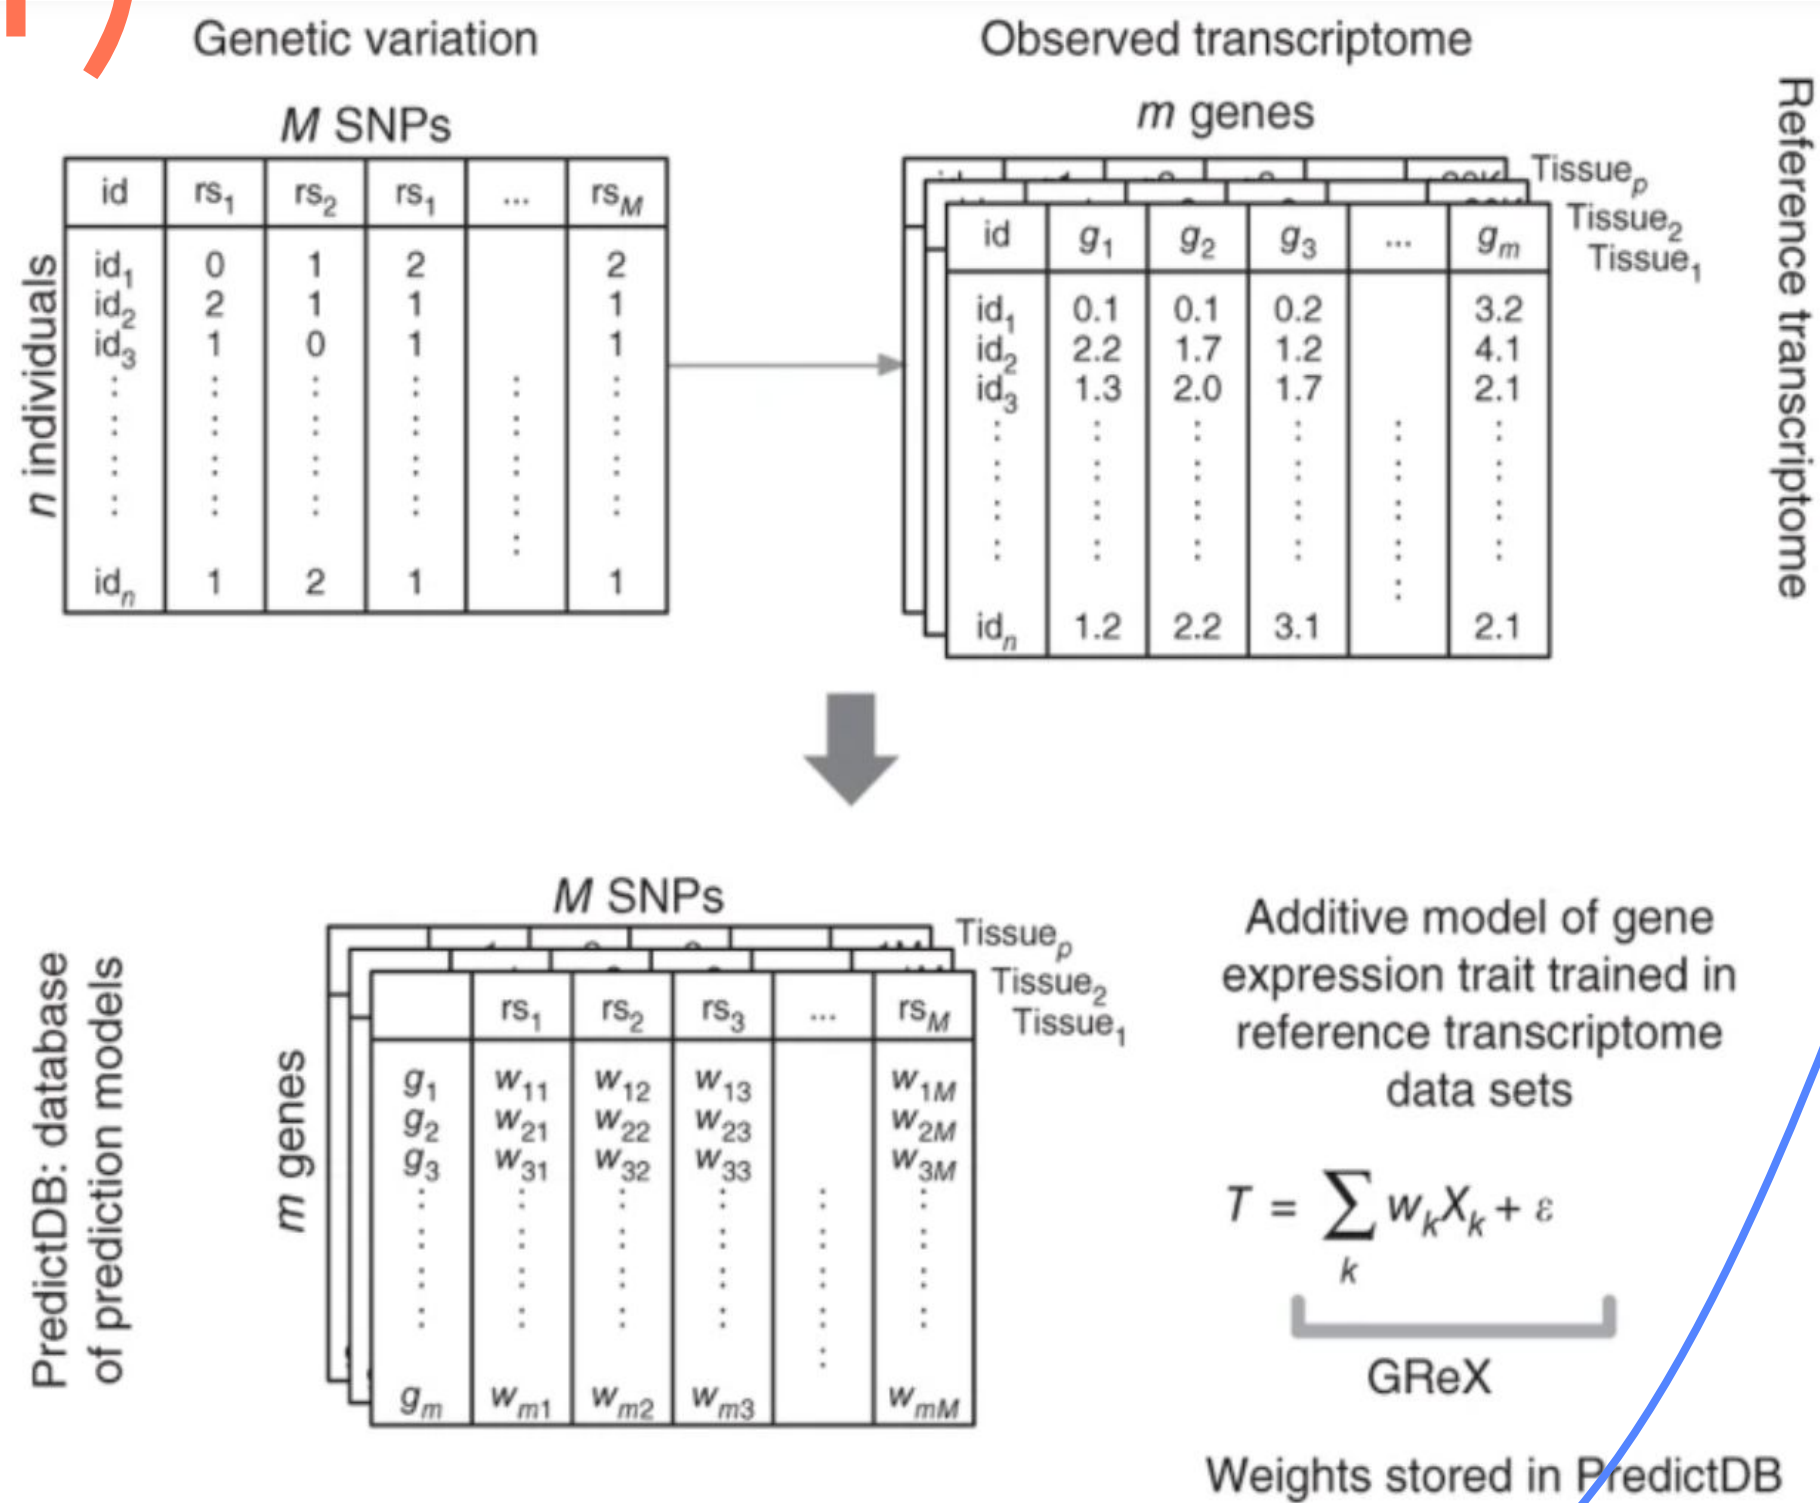 Genetic variation
M SNPs
n individuals
id rs1 rs2 rs1 ... rsM
id1 0 1 2 2
id2 2 1 1 1
id3 1 0 1 1
idn 1 2 1 1
Observed transcriptome
m genes
Tissuep
Tissue2
Tissue1
id g1 g2 g3 ... gm
id1 0.1 0.1 0.2 3.2
id2 2.2 1.7 1.2 4.1
id3 1.3 2.0 1.7 2.1
idn 1.2 2.2 3.1 2.1
Reference transcriptome
PredictDB: database
of prediction models
M SNPs
m genes
Tissuep
Tissue2
Tissue1
rs1 rs2 rs3 ... rsM
g1 w11 w12 w13 w1M
g2 w21 w22 w23 w2M
g3 w31 w32 w33 w3M
gm wm1 wm2 wm3 wmM
Additive model of gene
expression trait trained in
reference transcriptome
data sets
T = ∑k wkXk + ε
GReX
Weights stored in PredictDB